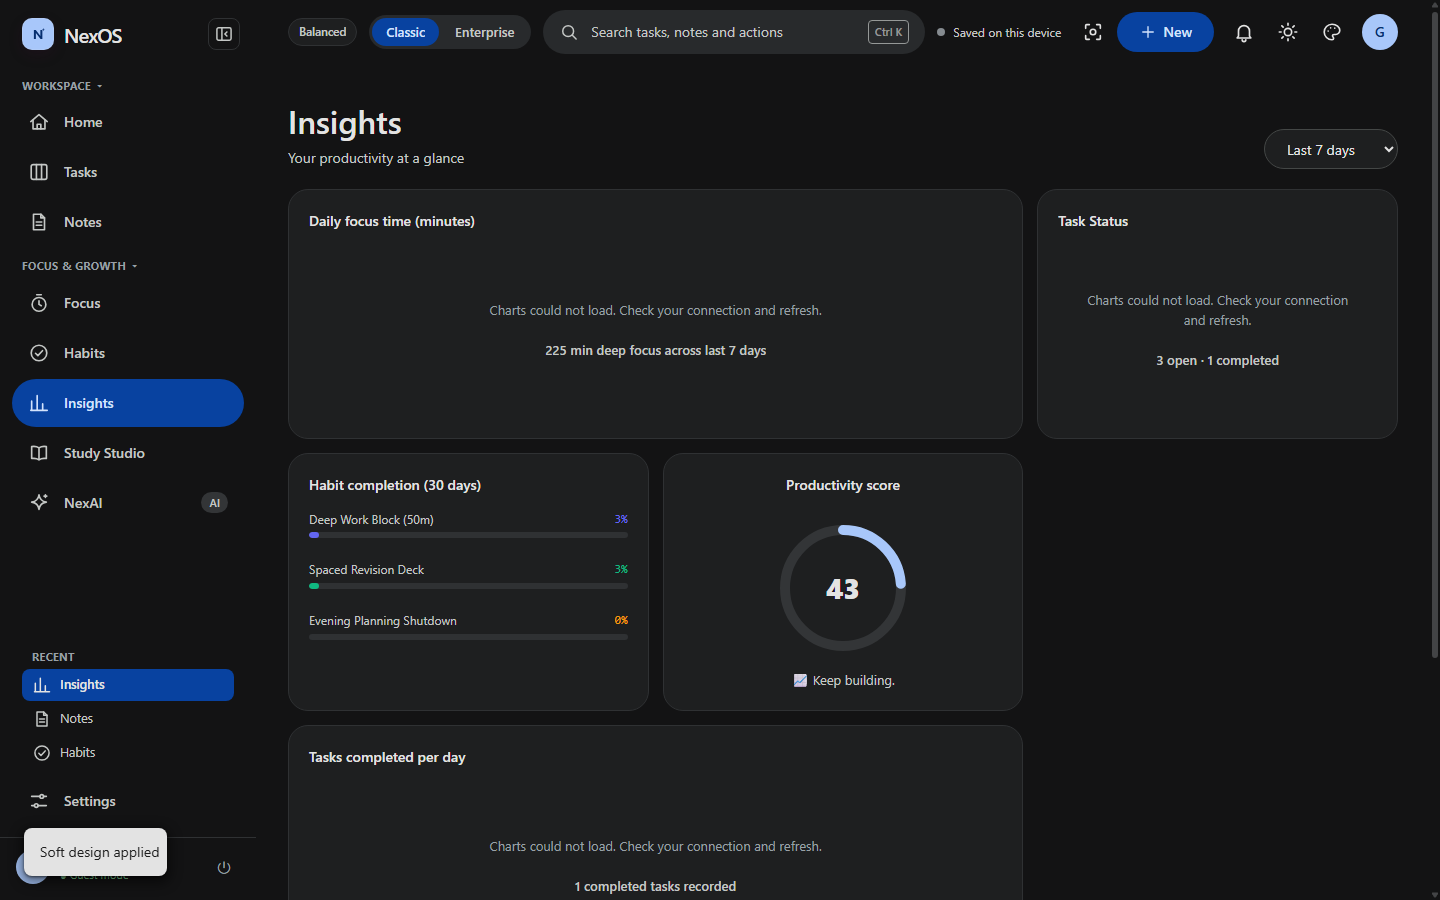 N
NexOS
Balanced
Classic
Enterprise
Search tasks, notes and actions
Ctrl K
Saved on this device
New
G
WORKSPACE
Home
Tasks
Notes
FOCUS & GROWTH
Focus
Habits
Insights
Study Studio
NexAI
AI
RECENT
Insights
Notes
Habits
Settings
Soft design applied
Insights
Your productivity at a glance
Last 7 days
Daily focus time (minutes)
Charts could not load. Check your connection and refresh.
225 min deep focus across last 7 days
Task Status
Charts could not load. Check your connection
and refresh.
3 open · 1 completed
Habit completion (30 days)
Deep Work Block (50m)
3%
Spaced Revision Deck
3%
Evening Planning Shutdown
0%
Productivity score
43
📈 Keep building.
Tasks completed per day
Charts could not load. Check your connection and refresh.
1 completed tasks recorded